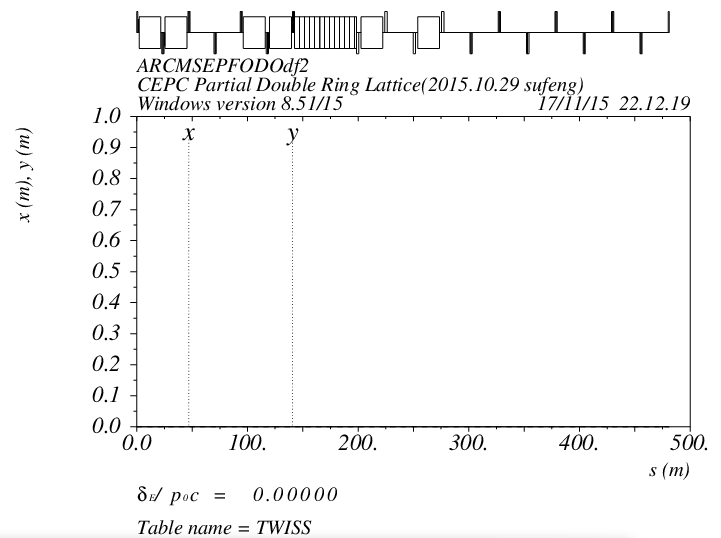 ARCMSEPFODOdf2
CEPC Partial Double Ring Lattice(2015.10.29 sufeng)
Windows version 8.51/15 17/11/15 22.12.19
x (m), y (m)
x y
1.0
0.9
0.8
0.7
0.6
0.5
0.4
0.3
0.2
0.1
0.0
0.0 100. 200. 300. 400. 500.
s (m)
δE/ p0c = 0.00000
Table name = TWISS